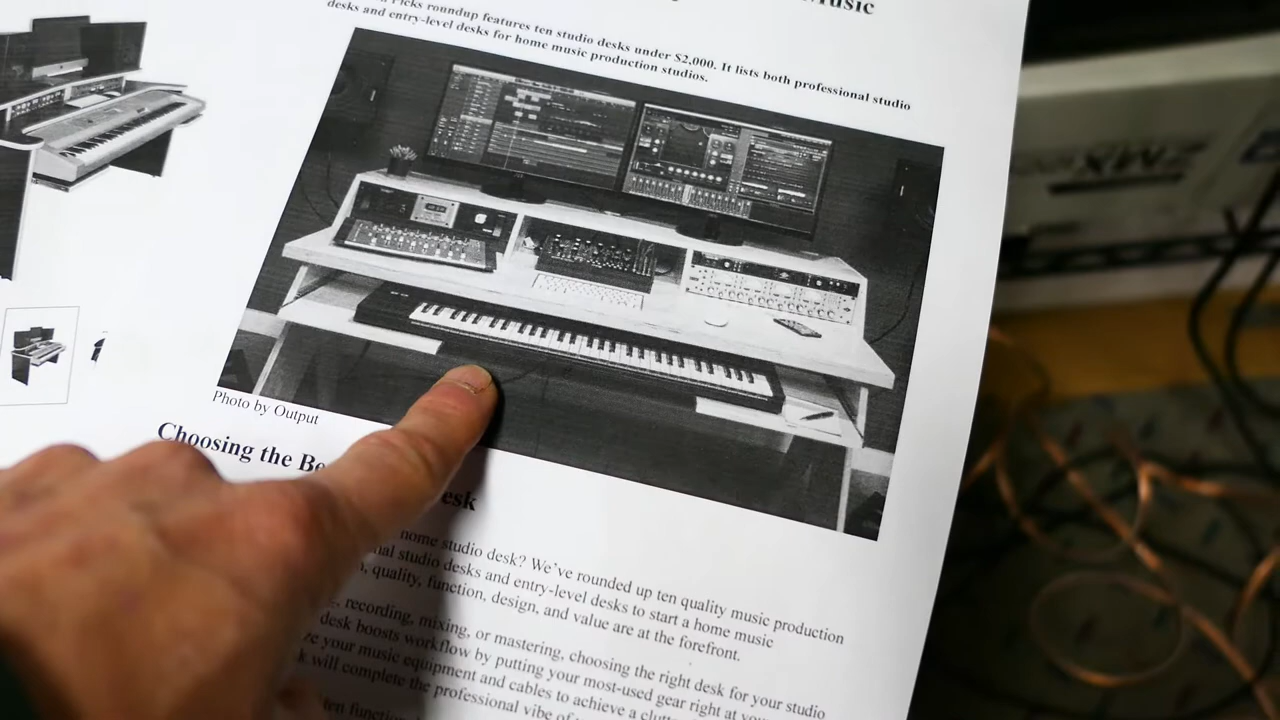 Music
Picks roundup features ten studio desks under $2,000. It lists both professional studio
desks and entry-level desks for home music production studios.
Photo by Output
Choosing the Be
esk
home studio desk? We've rounded up ten quality music production
nal studio desks and entry-level desks to start a home music
quality, function, design, and value are at the forefront.
recording, mixing, or mastering, choosing the right desk for your studio
desk boosts workflow by putting your most-used gear right at you
ze your music equipment and cables to achieve a clutte
k will complete the professional vibe of
ten function